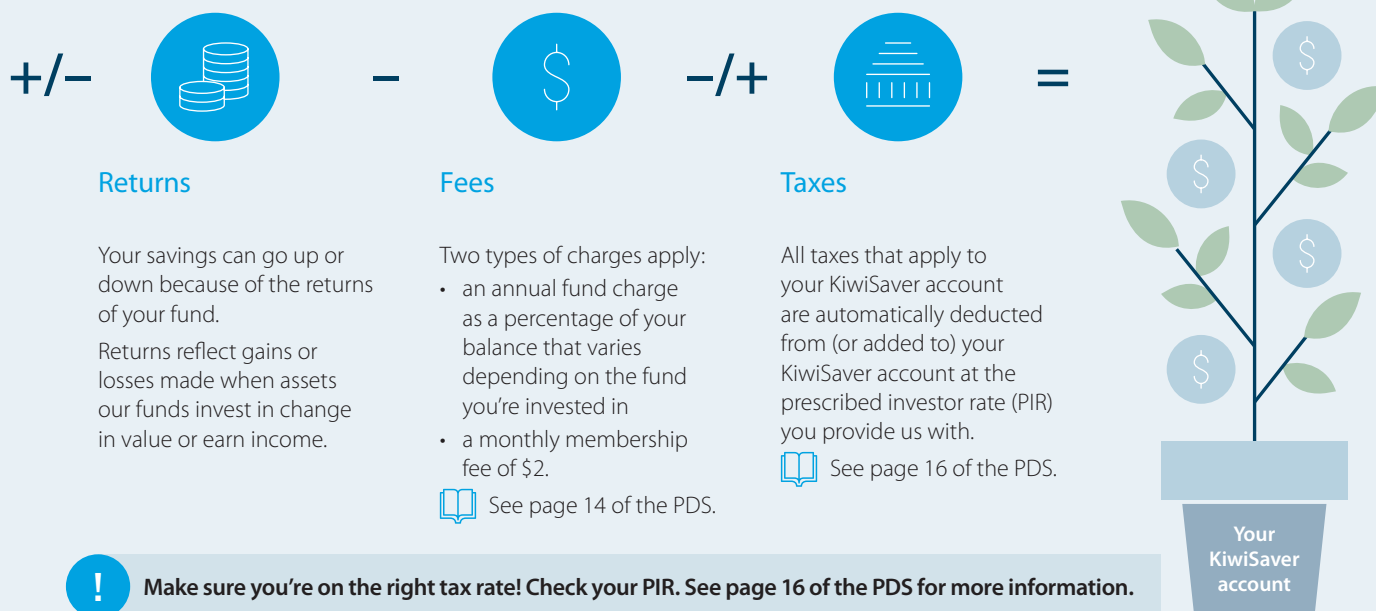 +/– – –/+ =
$
$
$
$
$
Returns
Your savings can go up or
down because of the returns
of your fund.
Returns reflect gains or
losses made when assets
our funds invest in change
in value or earn income.
Fees
Two types of charges apply:
• an annual fund charge
as a percentage of your
balance that varies
depending on the fund
you're invested in
• a monthly membership
fee of $2.
See page 14 of the PDS.
Taxes
All taxes that apply to
your KiwiSaver account
are automatically deducted
from (or added to) your
KiwiSaver account at the
prescribed investor rate (PIR)
you provide us with.
See page 16 of the PDS.
Your
KiwiSaver
account
! Make sure you're on the right tax rate! Check your PIR. See page 16 of the PDS for more information.